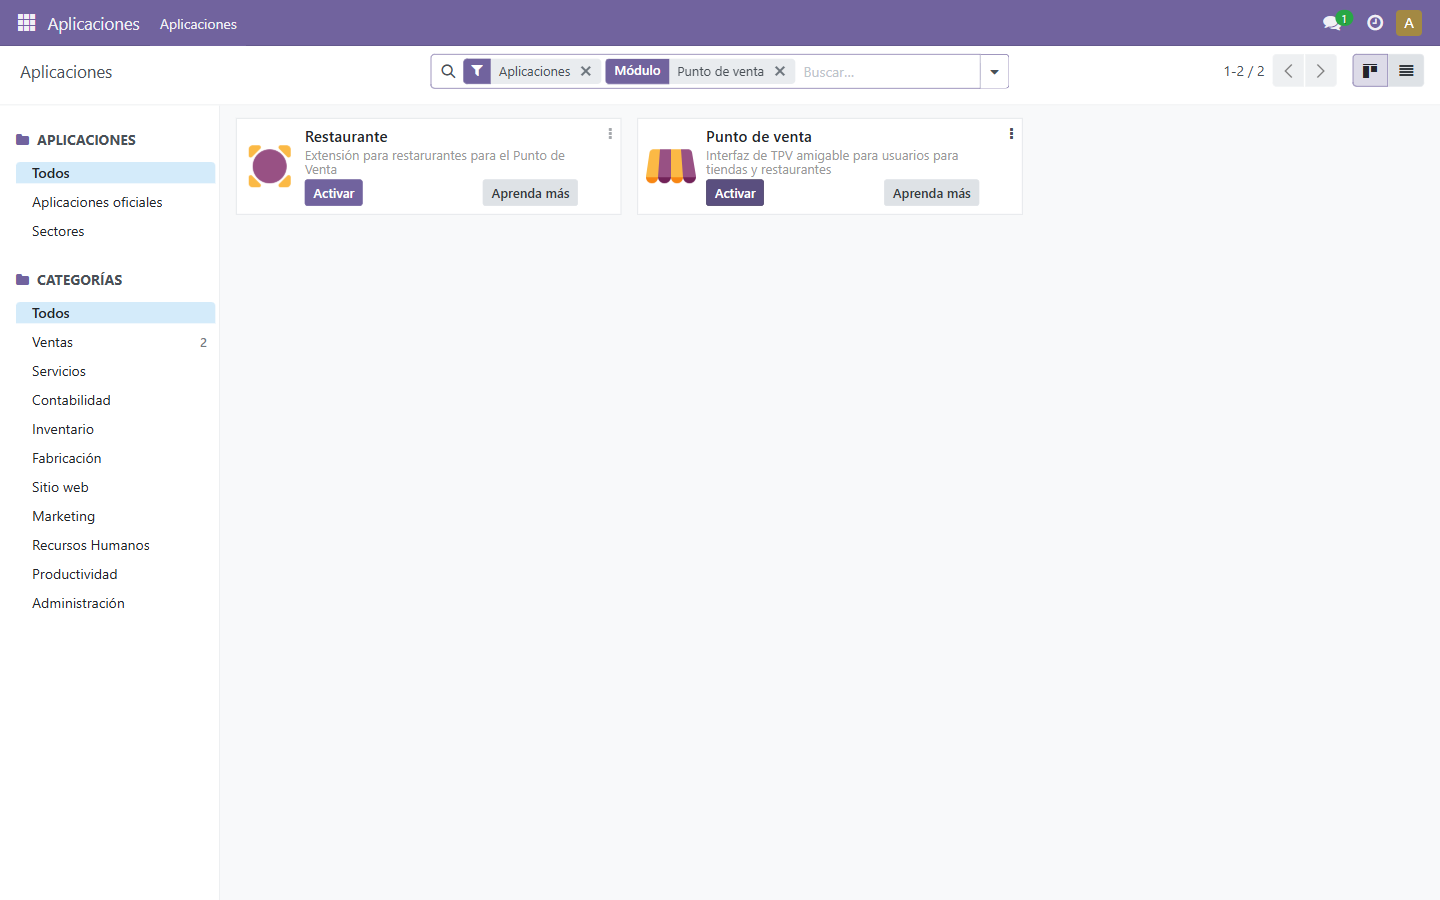 Aplicaciones
Aplicaciones
1
A
Aplicaciones
Aplicaciones
Módulo
Punto de venta
Buscar...
1-2 / 2
APLICACIONES
Todos
Aplicaciones oficiales
Sectores
CATEGORÍAS
Todos
Ventas 2
Servicios
Contabilidad
Inventario
Fabricación
Sitio web
Marketing
Recursos Humanos
Productividad
Administración
Restaurante
Extensión para restarurantes para el Punto de
Venta
Activar
Aprenda más
Punto de venta
Interfaz de TPV amigable para usuarios para
tiendas y restaurantes
Activar
Aprenda más